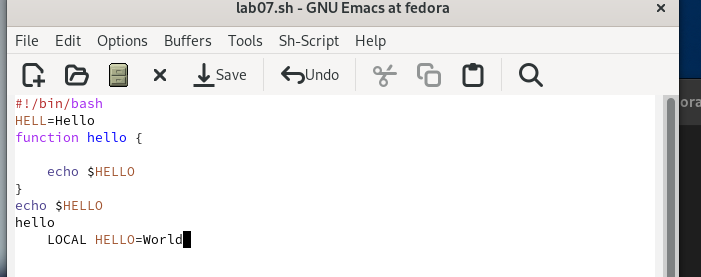 lab07.sh - GNU Emacs at fedora
File Edit Options Buffers Tools Sh-Script Help
Save Undo
#!/bin/bash
HELL=Hello
function hello {
    echo $HELLO
}
echo $HELLO
hello
    LOCAL HELLO=World
ora